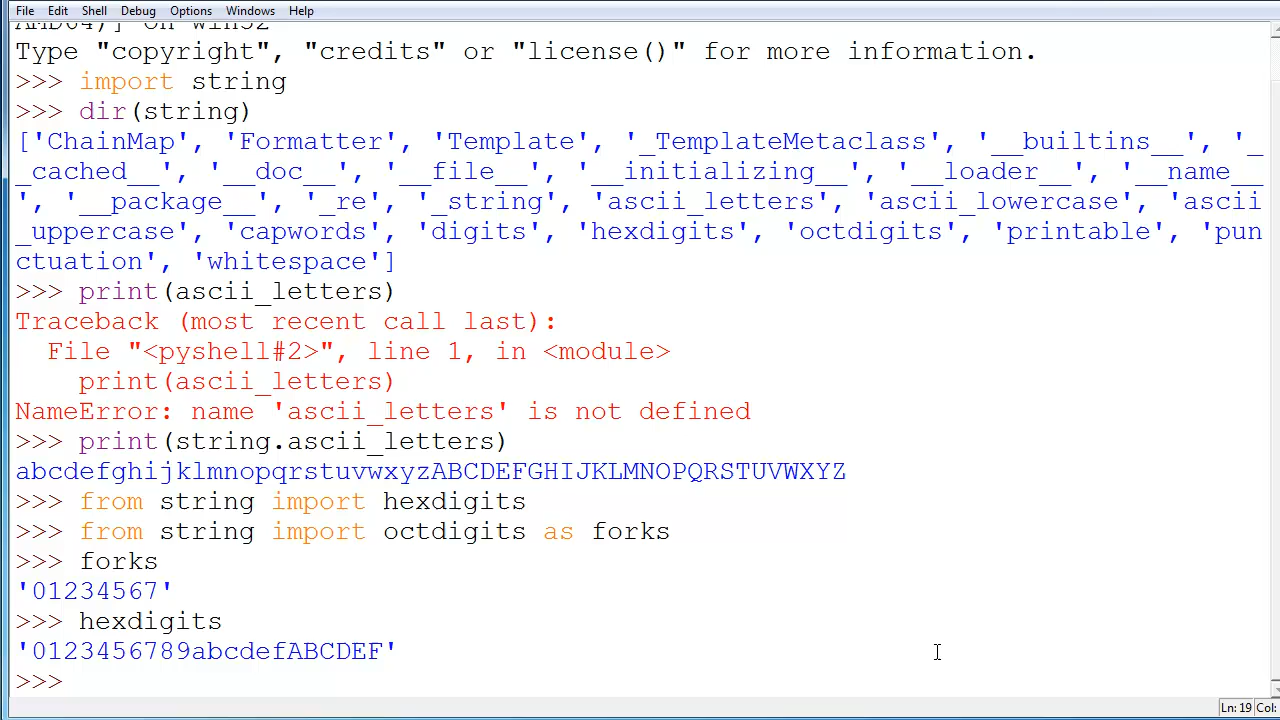 File Edit Shell Debug Options Windows Help
AMD64)] on win32
Type "copyright", "credits" or "license()" for more information.
>>> import string
>>> dir(string)
['ChainMap', 'Formatter', 'Template', '_TemplateMetaclass', '__builtins__', '_
_cached__', '__doc__', '__file__', '__initializing__', '__loader__', '__name__
', '__package__', '_re', '_string', 'ascii_letters', 'ascii_lowercase', 'ascii
_uppercase', 'capwords', 'digits', 'hexdigits', 'octdigits', 'printable', 'pun
ctuation', 'whitespace']
>>> print(ascii_letters)
Traceback (most recent call last):
  File "<pyshell#2>", line 1, in <module>
    print(ascii_letters)
NameError: name 'ascii_letters' is not defined
>>> print(string.ascii_letters)
abcdefghijklmnopqrstuvwxyzABCDEFGHIJKLMNOPQRSTUVWXYZ
>>> from string import hexdigits
>>> from string import octdigits as forks
>>> forks
'01234567'
>>> hexdigits
'0123456789abcdefABCDEF'
>>>
Ln: 19 Col: